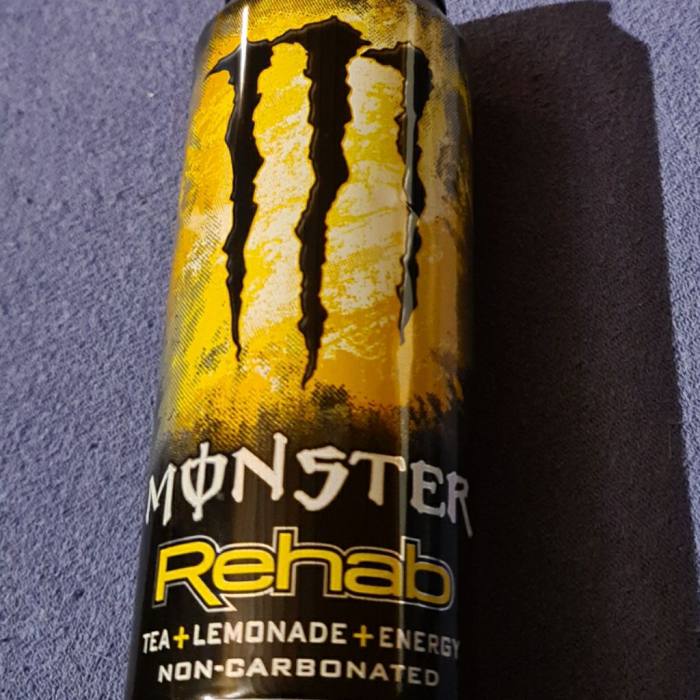 MONSTER
Rehab
TEA+LEMONADE+ENERGY
NON-CARBONATED